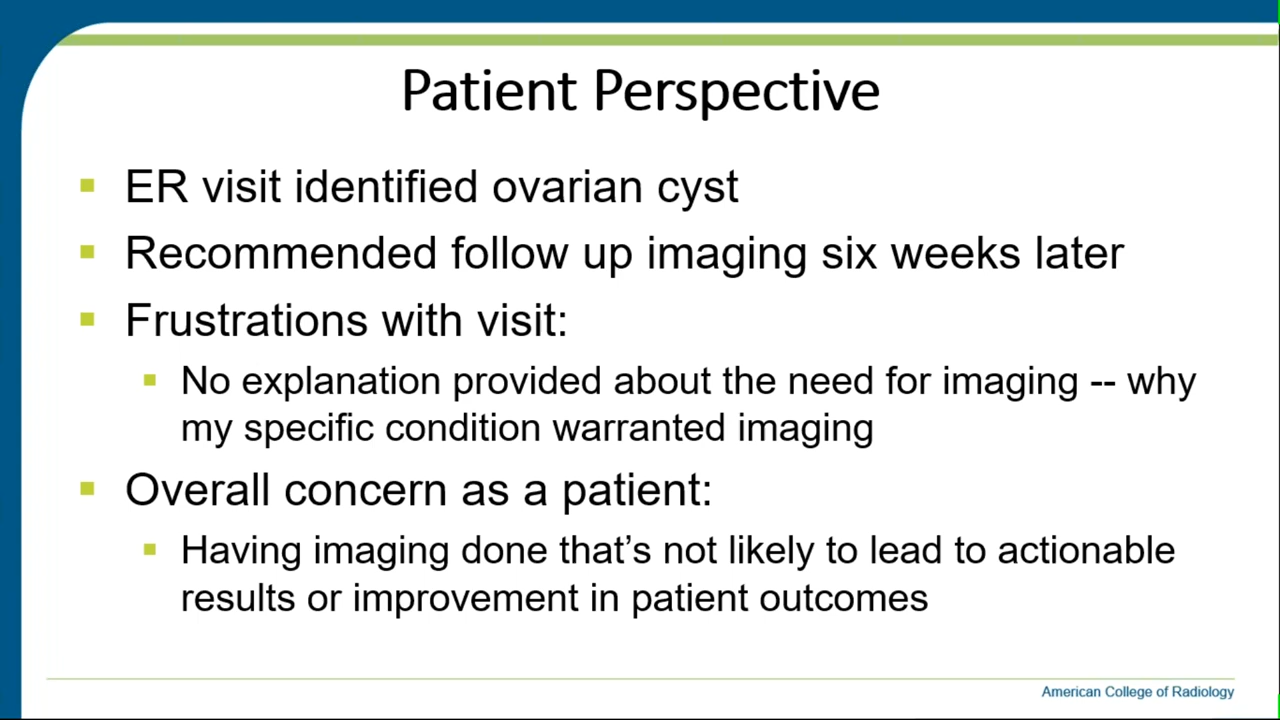 Patient Perspective
ER visit identified ovarian cyst
Recommended follow up imaging six weeks later
Frustrations with visit:
No explanation provided about the need for imaging -- why
my specific condition warranted imaging
Overall concern as a patient:
Having imaging done that’s not likely to lead to actionable
results or improvement in patient outcomes
American College of Radiology